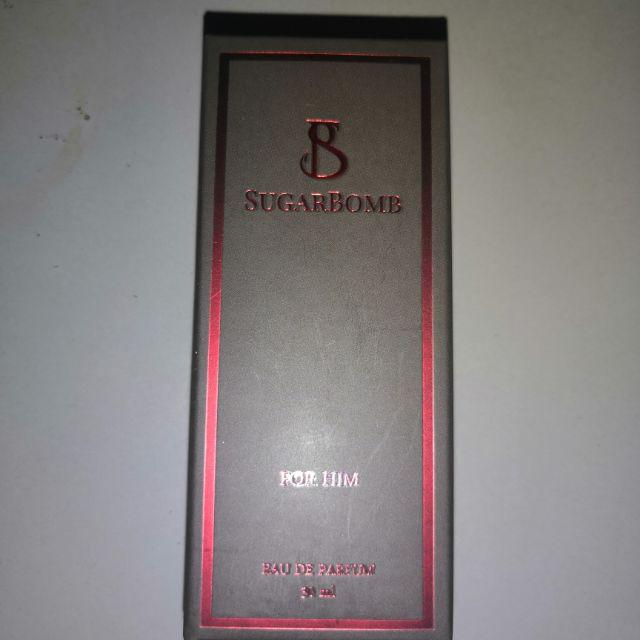 SUGARBOMB
FOR HIM
EAU DE PARFUM
30 ml